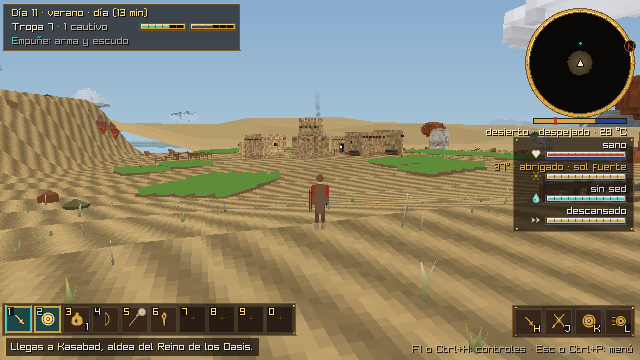 Día 11 · verano · día (13 min)
Tropa 7 · 1 cautivo
Empuñe: arma y escudo
N
desierto · despejado · 28 °C
sano
37° · abrigado · sol fuerte
sin sed
descansado
1 2 3 4 5 6 7 8 9 0
1
H J K L
Llegas a Kasabad, aldea del Reino de los Oasis.
F1 o Ctrl+H: controles · Esc o Ctrl+P: menú